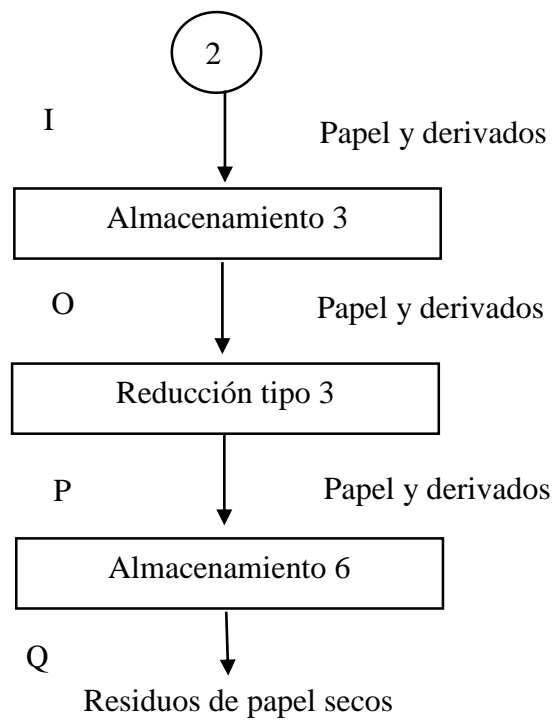 2
I
Papel y derivados
Almacenamiento 3
O
Papel y derivados
Reducción tipo 3
P
Papel y derivados
Almacenamiento 6
Q
Residuos de papel secos